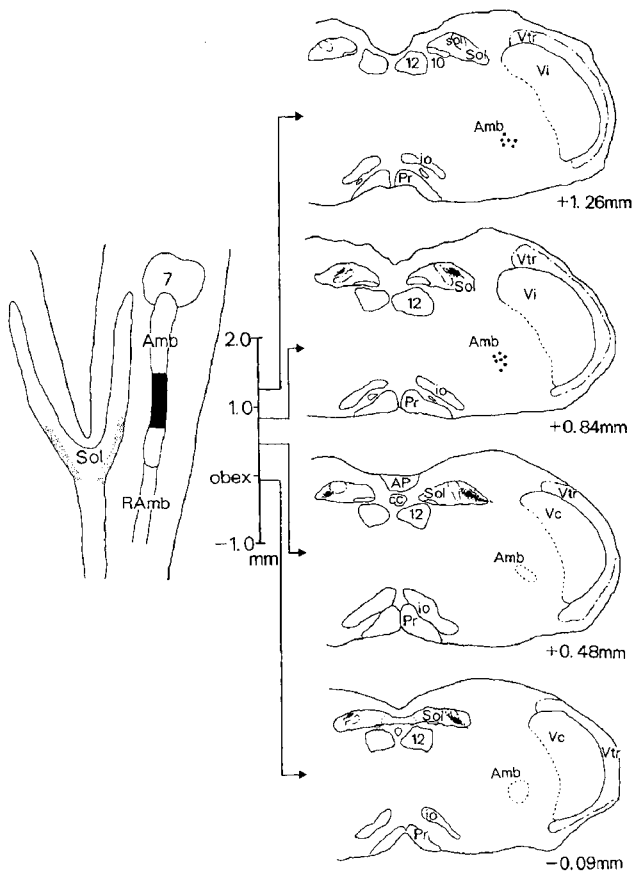 7
Amb
2.0
1.0
Sol
obex
RAmb
-1.0
mm
sol
Sol
12
10
Vtr
Vi
Amb
io
Pr
+1.26mm
Vtr
Sol
Vi
12
Amb
io
Pr
+0.84mm
AP
cc
Sol
12
Vtr
Vc
Amb
io
Pr
+0.48mm
Sol
12
Vc
Vtr
Amb
io
Pr
-0.09mm